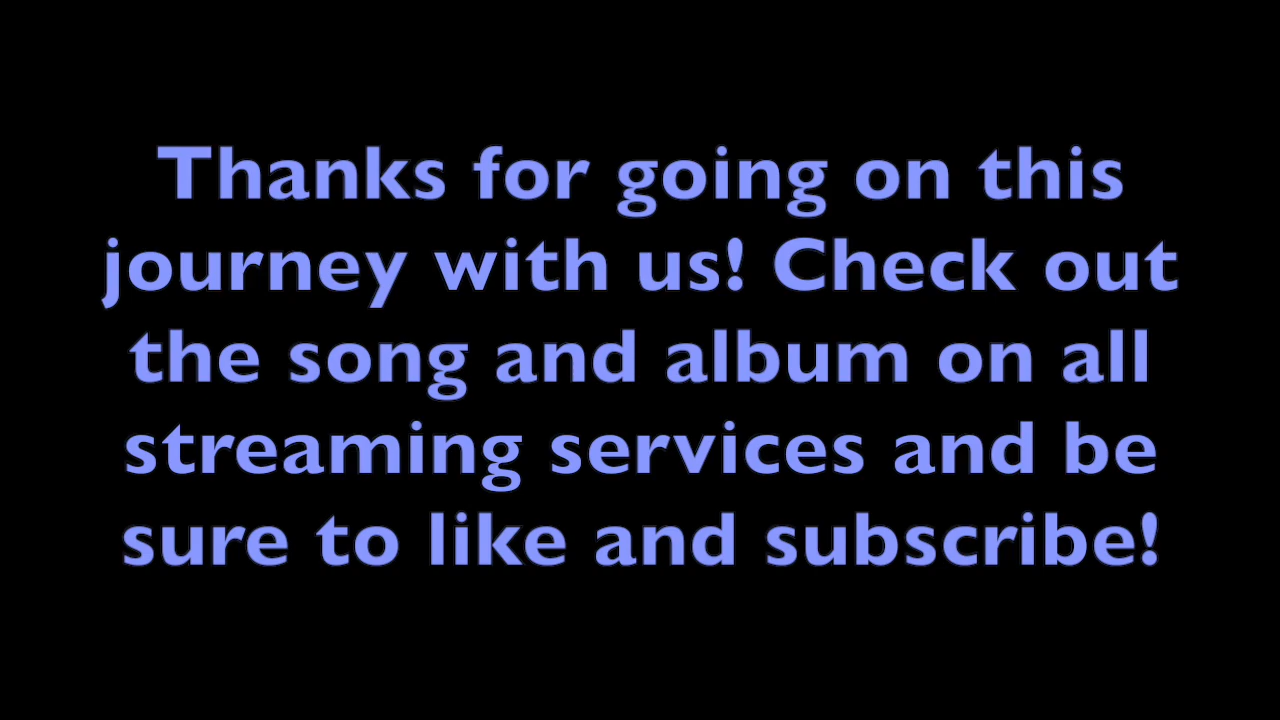 Thanks for going on this
journey with us! Check out
the song and album on all
streaming services and be
sure to like and subscribe!